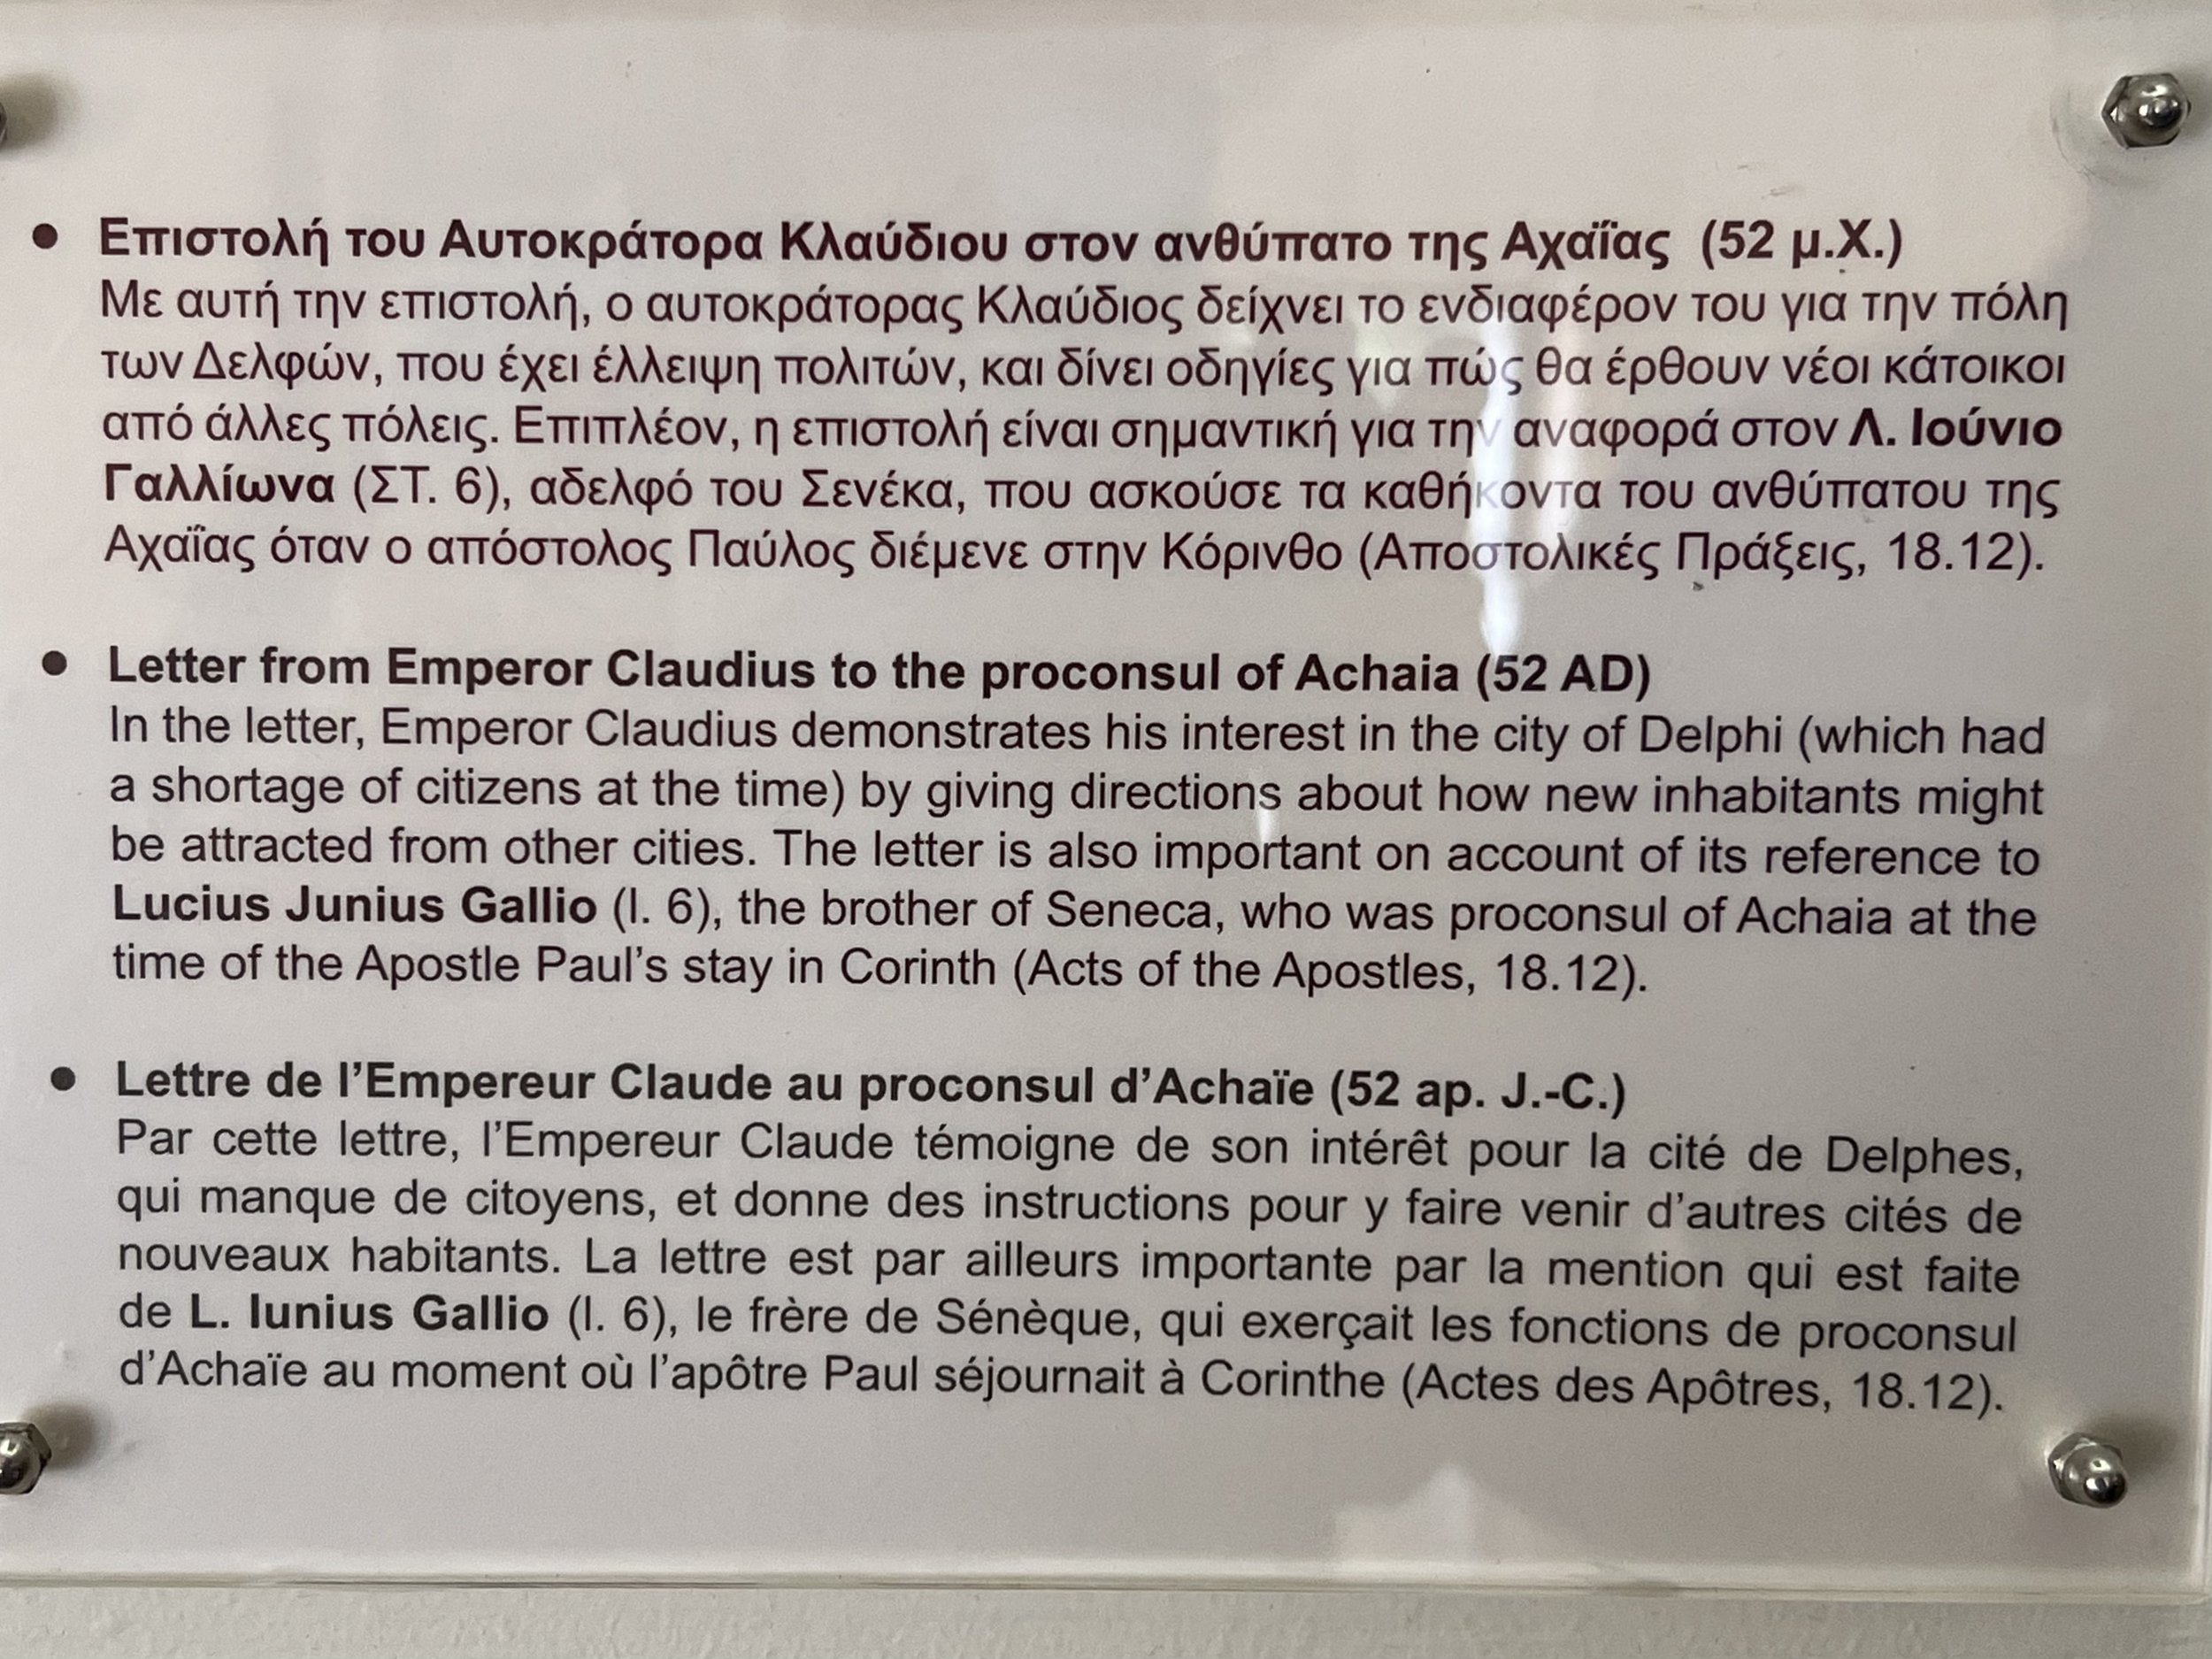 • Επιστολή του Αυτοκράτορα Κλαύδιου στον ανθύπατο της Αχαΐας (52 μ.Χ.)
Με αυτή την επιστολή, ο αυτοκράτορας Κλαύδιος δείχνει το ενδιαφέρον του για την πόλη
των Δελφών, που έχει έλλειψη πολιτών, και δίνει οδηγίες για πώς θα έρθουν νέοι κάτοικοι
από άλλες πόλεις. Επιπλέον, η επιστολή είναι σημαντική για την αναφορά στον Λ. Ιούνιο
Γαλλίωνα (ΣΤ. 6), αδελφό του Σενέκα, που ασκούσε τα καθήκοντα του ανθύπατου της
Αχαΐας όταν ο απόστολος Παύλος διέμενε στην Κόρινθο (Αποστολικές Πράξεις, 18.12).
• Letter from Emperor Claudius to the proconsul of Achaia (52 AD)
In the letter, Emperor Claudius demonstrates his interest in the city of Delphi (which had
a shortage of citizens at the time) by giving directions about how new inhabitants might
be attracted from other cities. The letter is also important on account of its reference to
Lucius Junius Gallio (l. 6), the brother of Seneca, who was proconsul of Achaia at the
time of the Apostle Paul’s stay in Corinth (Acts of the Apostles, 18.12).
• Lettre de l’Empereur Claude au proconsul d’Achaïe (52 ap. J.-C.)
Par cette lettre, l’Empereur Claude témoigne de son intérêt pour la cité de Delphes,
qui manque de citoyens, et donne des instructions pour y faire venir d’autres cités de
nouveaux habitants. La lettre est par ailleurs importante par la mention qui est faite
de L. Iunius Gallio (l. 6), le frère de Sénèque, qui exerçait les fonctions de proconsul
d’Achaïe au moment où l’apôtre Paul séjournait à Corinthe (Actes des Apôtres, 18.12).